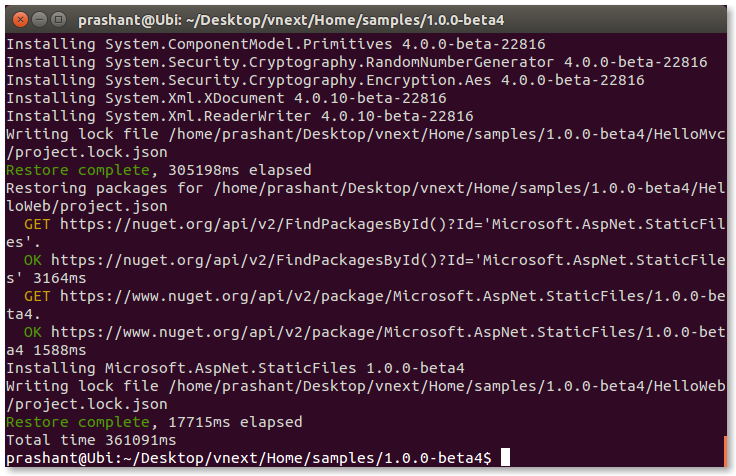 prashant@Ubi: ~/Desktop/vnext/Home/samples/1.0.0-beta4
Installing System.ComponentModel.Primitives 4.0.0-beta-22816
Installing System.Security.Cryptography.RandomNumberGenerator 4.0.0-beta-22816
Installing System.Security.Cryptography.Encryption.Aes 4.0.0-beta-22816
Installing System.Xml.XDocument 4.0.10-beta-22816
Installing System.Xml.ReaderWriter 4.0.10-beta-22816
Writing lock file /home/prashant/Desktop/vnext/Home/samples/1.0.0-beta4/HelloMvc
/project.lock.json
Restore complete, 305198ms elapsed
Restoring packages for /home/prashant/Desktop/vnext/Home/samples/1.0.0-beta4/Hel
loWeb/project.json
  GET https://nuget.org/api/v2/FindPackagesById()?Id='Microsoft.AspNet.StaticFil
es'.
  OK https://nuget.org/api/v2/FindPackagesById()?Id='Microsoft.AspNet.StaticFile
s' 3164ms
  GET https://www.nuget.org/api/v2/package/Microsoft.AspNet.StaticFiles/1.0.0-be
ta4.
  OK https://www.nuget.org/api/v2/package/Microsoft.AspNet.StaticFiles/1.0.0-bet
a4 1588ms
Installing Microsoft.AspNet.StaticFiles 1.0.0-beta4
Writing lock file /home/prashant/Desktop/vnext/Home/samples/1.0.0-beta4/HelloWeb
/project.lock.json
Restore complete, 17715ms elapsed
Total time 361091ms
prashant@Ubi:~/Desktop/vnext/Home/samples/1.0.0-beta4$